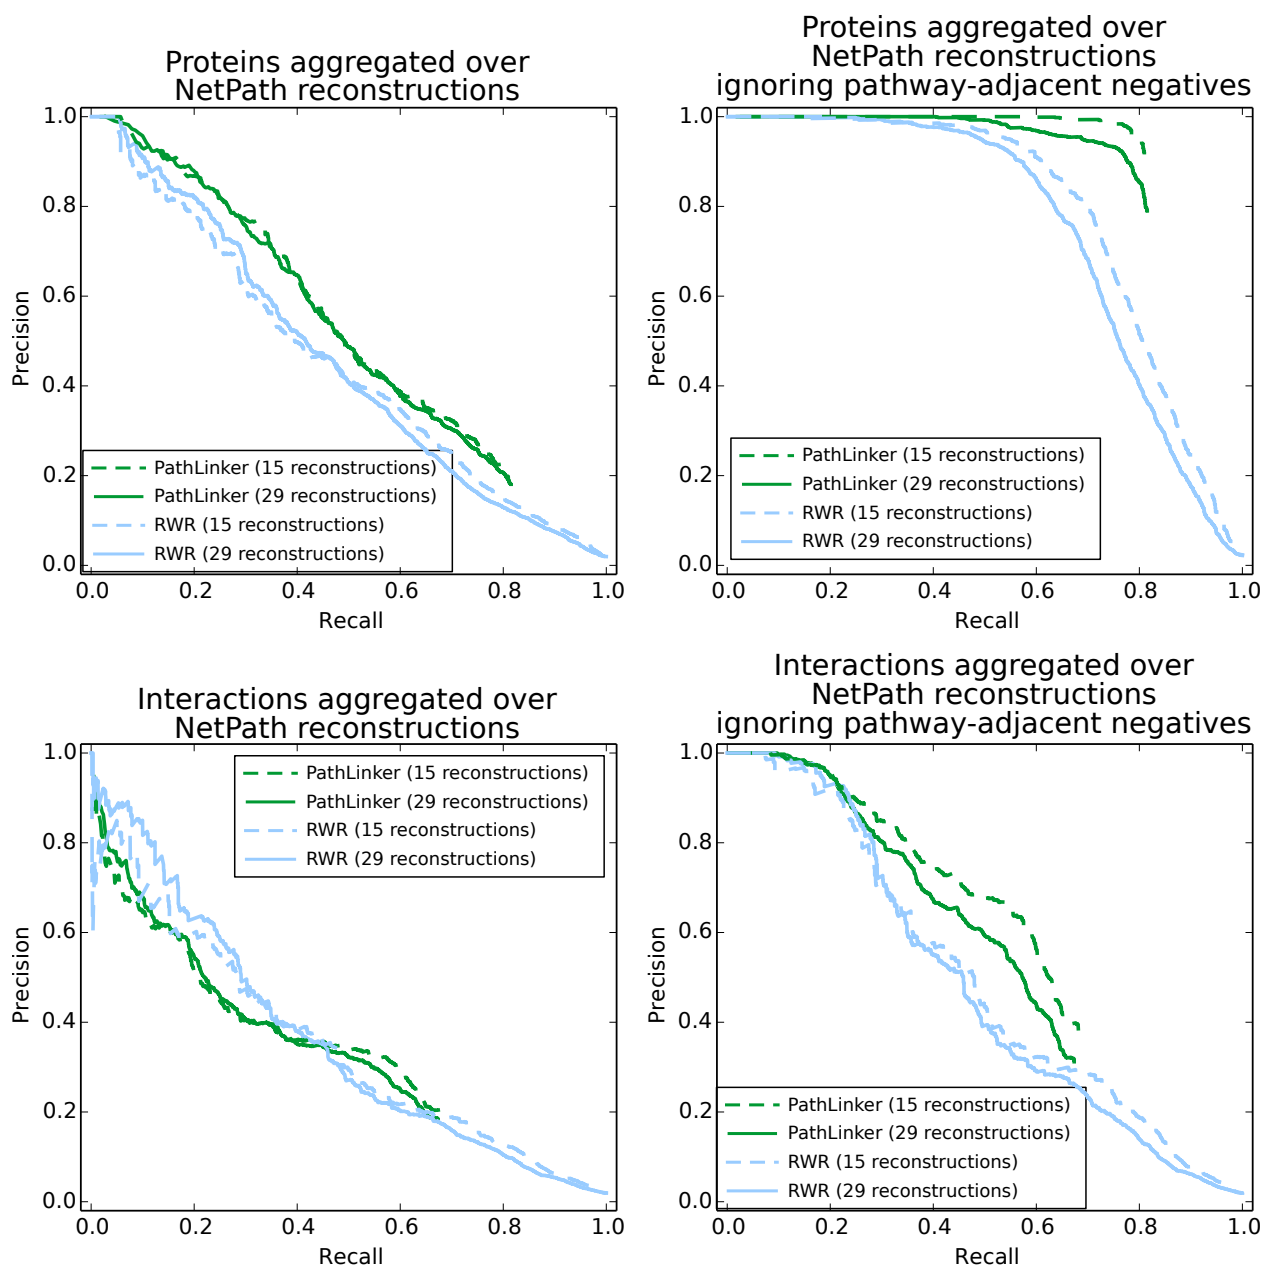 Proteins aggregated over
NetPath reconstructions
1.0
0.8
0.6
0.4
0.2
0.0
Precision
PathLinker (15 reconstructions)
PathLinker (29 reconstructions)
RWR (15 reconstructions)
RWR (29 reconstructions)
0.0 0.2 0.4 0.6 0.8 1.0
Recall
Proteins aggregated over
NetPath reconstructions
ignoring pathway-adjacent negatives
1.0
0.8
0.6
0.4
0.2
0.0
Precision
PathLinker (15 reconstructions)
PathLinker (29 reconstructions)
RWR (15 reconstructions)
RWR (29 reconstructions)
0.0 0.2 0.4 0.6 0.8 1.0
Recall
Interactions aggregated over
NetPath reconstructions
1.0
0.8
0.6
0.4
0.2
0.0
Precision
PathLinker (15 reconstructions)
PathLinker (29 reconstructions)
RWR (15 reconstructions)
RWR (29 reconstructions)
0.0 0.2 0.4 0.6 0.8 1.0
Recall
Interactions aggregated over
NetPath reconstructions
ignoring pathway-adjacent negatives
1.0
0.8
0.6
0.4
0.2
0.0
Precision
PathLinker (15 reconstructions)
PathLinker (29 reconstructions)
RWR (15 reconstructions)
RWR (29 reconstructions)
0.0 0.2 0.4 0.6 0.8 1.0
Recall